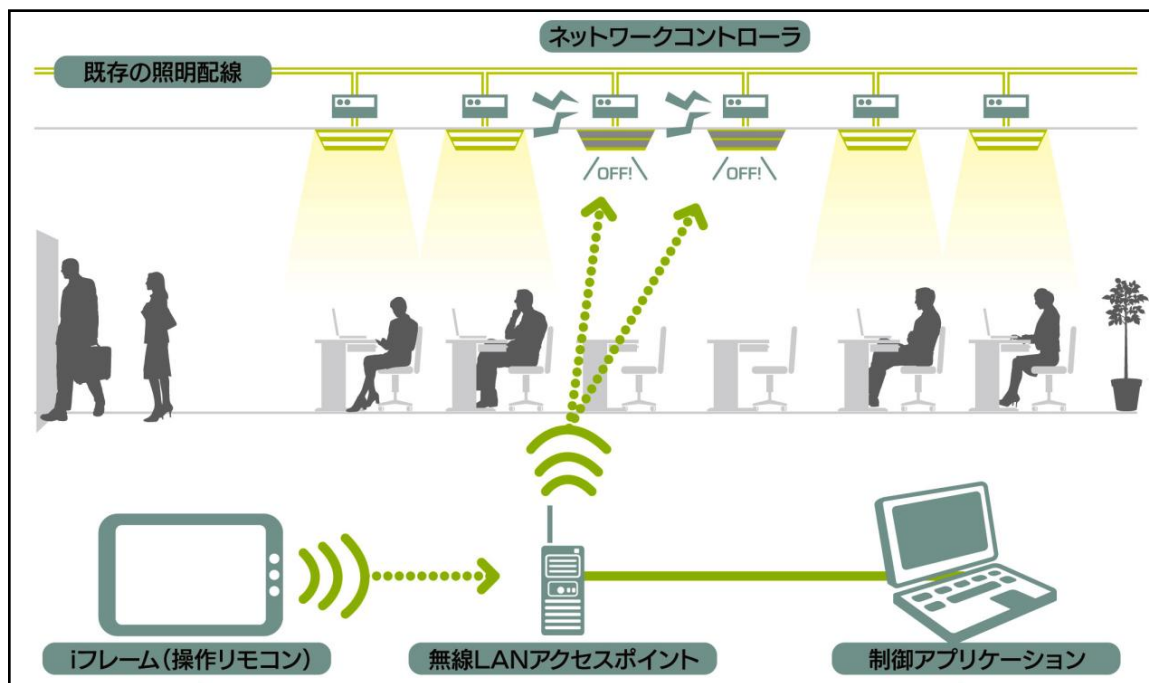 ネットワークコントローラ
既存の照明配線
OFF!
OFF!
iフレーム(操作リモコン)
無線LANアクセスポイント
制御アプリケーション